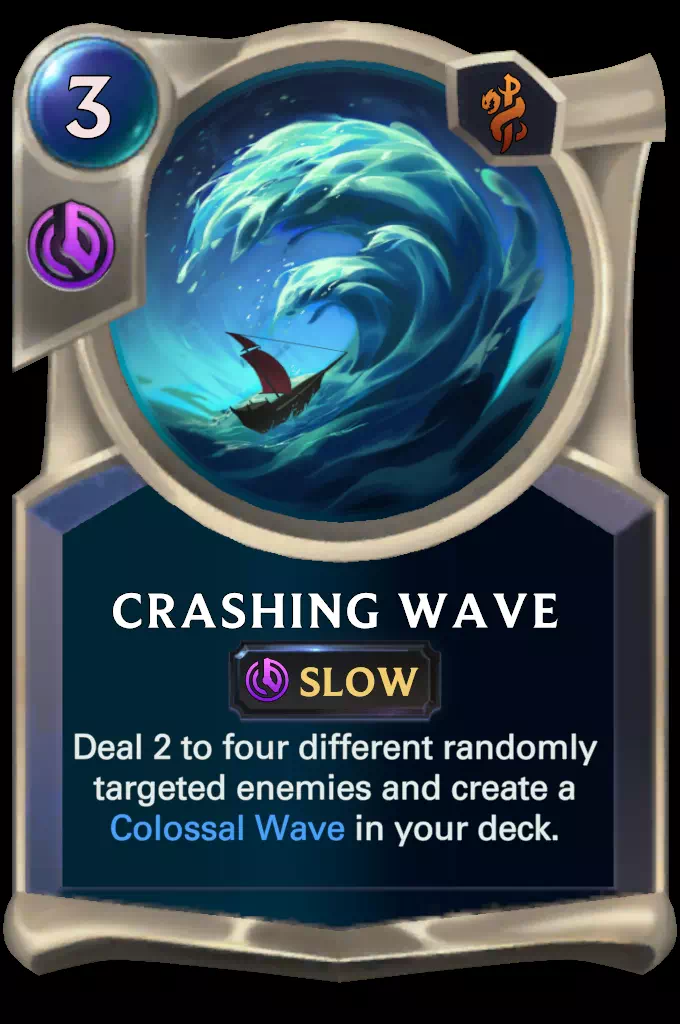 3
CRASHING WAVE
SLOW
Deal 2 to four different randomly
targeted enemies and create a
Colossal Wave in your deck.